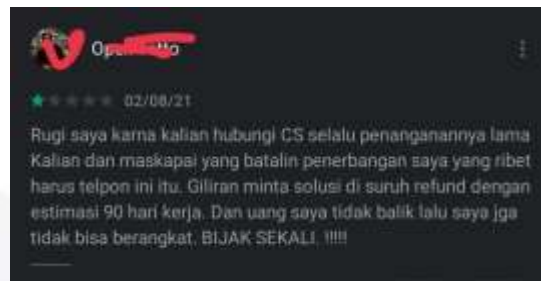 02/08/21
Rugi saya karna kalian hubungi CS selalu penanganannya lama
Kalian dan maskapai yang batalin penerbangan saya yang ribet
harus telpon ini itu. Giliran minta solusi di suruh refund dengan
estimasi 90 hari kerja. Dan uang saya tidak balik lalu saya jga
tidak bisa berangkat. BIJAK SEKALI. !!!!!